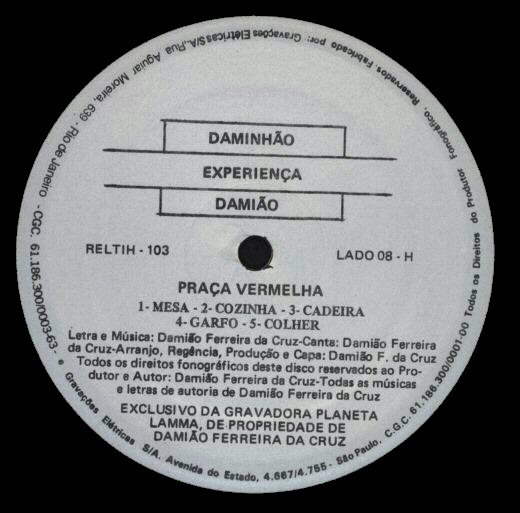 DAMINHÃO
EXPERIENÇA
DAMIÃO
RELTIH - 103
LADO 08 - H
PRAÇA VERMELHA
1- MESA - 2- COZINHA - 3- CADEIRA
4- GARFO - 5- COLHER
Letra e Música: Damião Ferreira da Cruz-Canta: Damião Ferreira
da Cruz-Arranjo, Regência, Produção e Capa: Damião F. da Cruz
Todos os direitos fonográficos deste disco reservados ao Pro-
dutor e Autor: Damião Ferreira da Cruz-Todas as músicas
e letras de autoria de Damião Ferreira da Cruz
EXCLUSIVO DA GRAVADORA PLANETA
LAMMA, DE PROPRIEDADE DE
DAMIÃO FERREIRA DA CRUZ
Todos os Direitos do Produtor Fonográfico, Reservados Fabricado por: Gravações Elétricas S/A., Rua Aguiar Moreira, 639 - Rio de Janeiro - CGC. 61.186.300/0003-63- e Gravações Elétricas S/A. Avenida do Estado, 4.667/4.755 - São Paulo, C.G.C. 61.186.300/0001-00